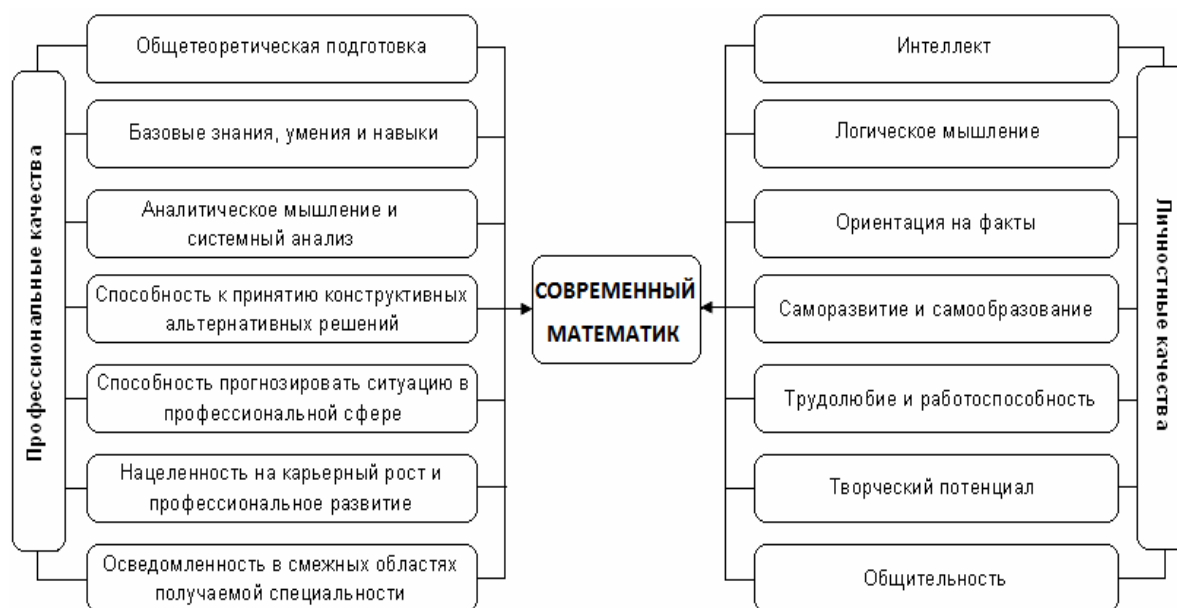 Профессиональные качества
Общетеоретическая подготовка
Базовые знания, умения и навыки
Аналитическое мышление и
системный анализ
Способность к принятию конструктивных
альтернативных решений
Способность прогнозировать ситуацию в
профессиональной сфере
Нацеленность на карьерный рост и
профессиональное развитие
Осведомленность в смежных областях
получаемой специальности
СОВРЕМЕННЫЙ
МАТЕМАТИК
Интеллект
Логическое мышление
Ориентация на факты
Саморазвитие и самообразование
Трудолюбие и работоспособность
Творческий потенциал
Общительность
Личностные качества